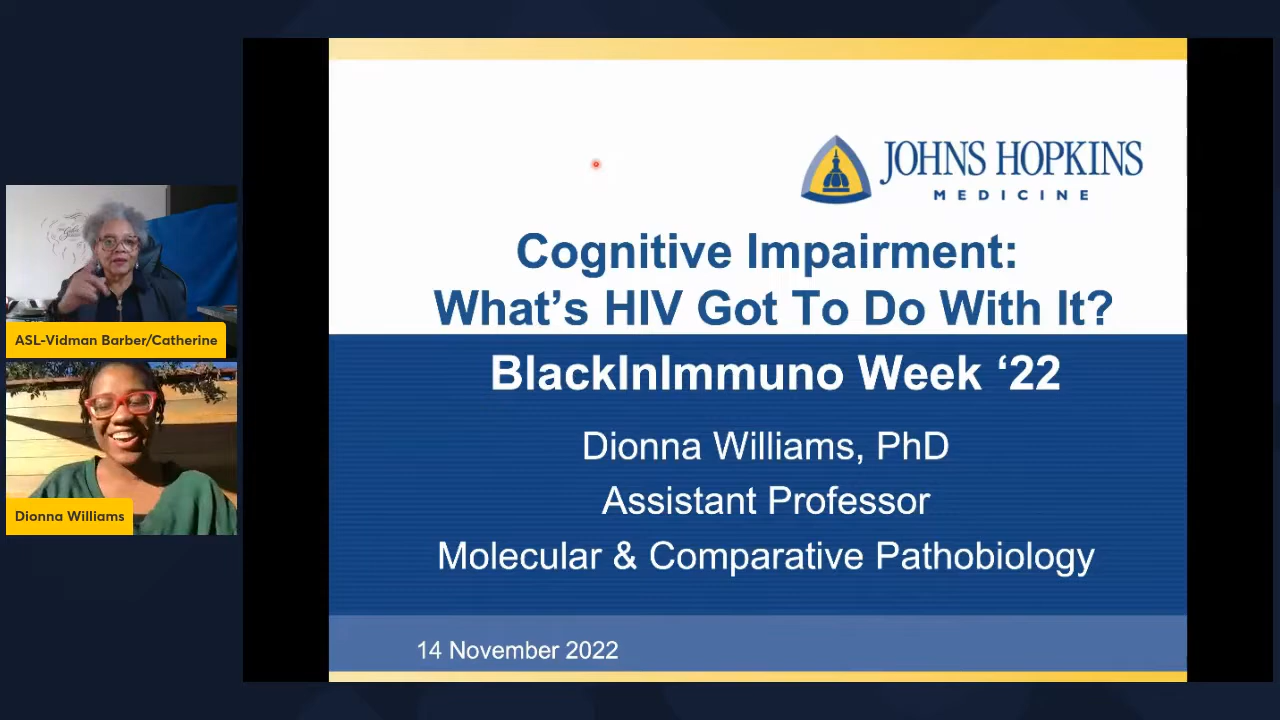 JOHNS HOPKINS
MEDICINE
Cognitive Impairment:
What's HIV Got To Do With It?
BlackInImmuno Week ‘22
Dionna Williams, PhD
Assistant Professor
Molecular & Comparative Pathobiology
14 November 2022
ASL-Vidman Barber/Catherine
Dionna Williams